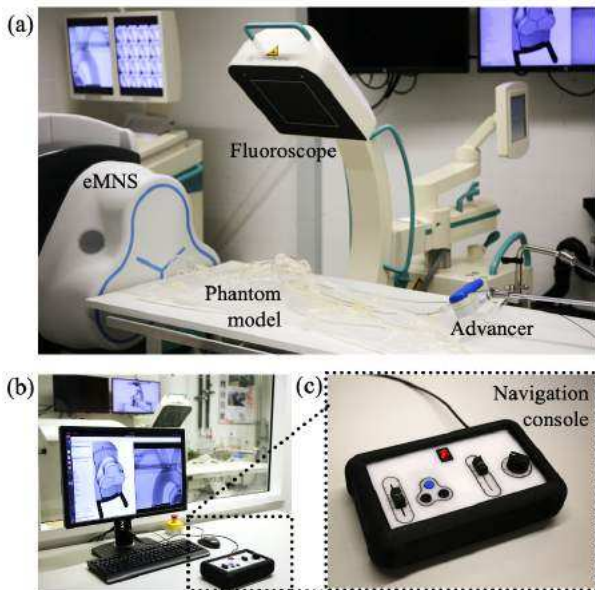 (a)
Fluoroscope
eMNS
Phantom
model
Advancer
(b)
(c)
Navigation
console